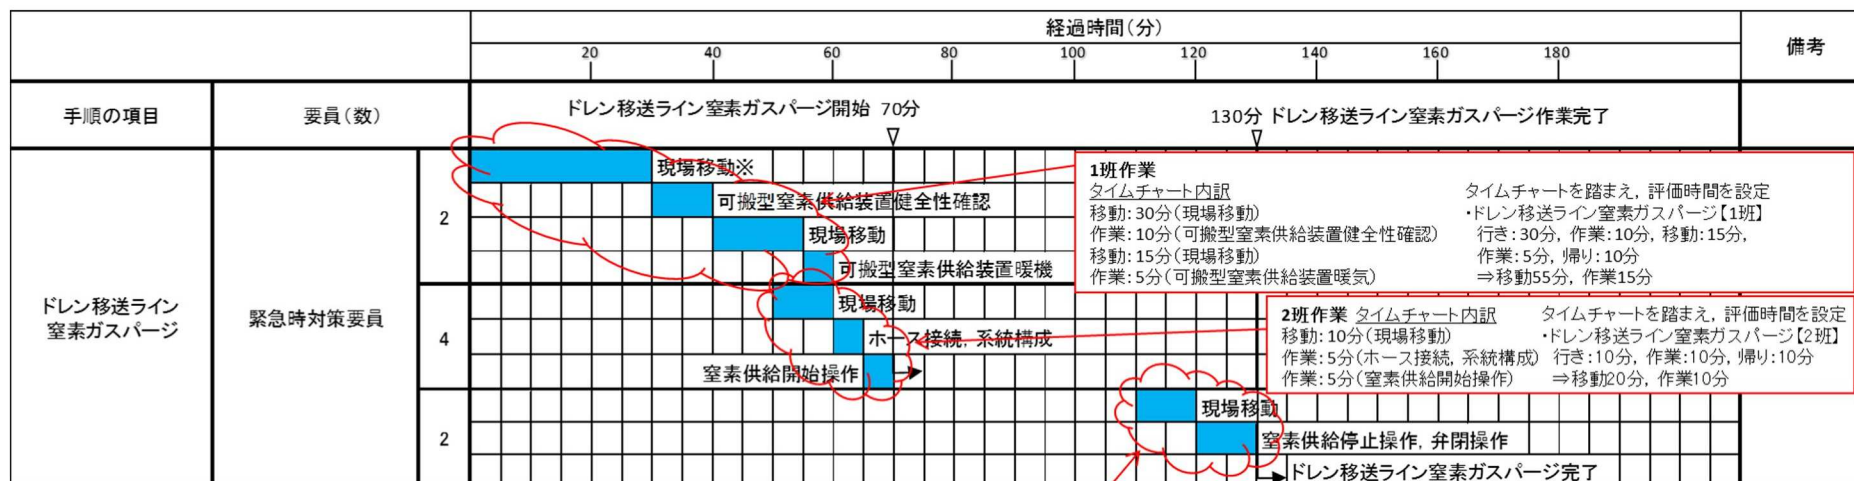 経過時間(分)
備考
20 40 60 80 100 120 140 160 180
手順の項目
要員(数)
ドレン移送ライン窒素ガスパージ開始 70分
130分 ドレン移送ライン窒素ガスパージ作業完了
ドレン移送ライン
窒素ガスパージ
緊急時対策要員
2
現場移動※
可搬型窒素供給装置健全性確認
現場移動
可搬型窒素供給装置暖機
4
現場移動
ホース接続, 系統構成
窒素供給開始操作
2
現場移動
窒素供給停止操作, 弁閉操作
ドレン移送ライン窒素ガスパージ完了
1班作業
タイムチャート内訳
移動:30分(現場移動)
作業:10分(可搬型窒素供給装置健全性確認)
移動:15分(現場移動)
作業:5分(可搬型窒素供給装置暖気)
タイムチャートを踏まえ, 評価時間を設定
・ドレン移送ライン窒素ガスパージ【1班】
行き:30分, 作業:10分, 移動:15分,
作業:5分, 帰り:10分
⇒移動55分, 作業15分
2班作業 タイムチャート内訳
移動:10分(現場移動)
作業:5分(ホース接続, 系統構成)
作業:5分(窒素供給開始操作)
タイムチャートを踏まえ, 評価時間を設定
・ドレン移送ライン窒素ガスパージ【2班】
行き:10分, 作業:10分, 帰り:10分
⇒移動20分, 作業10分